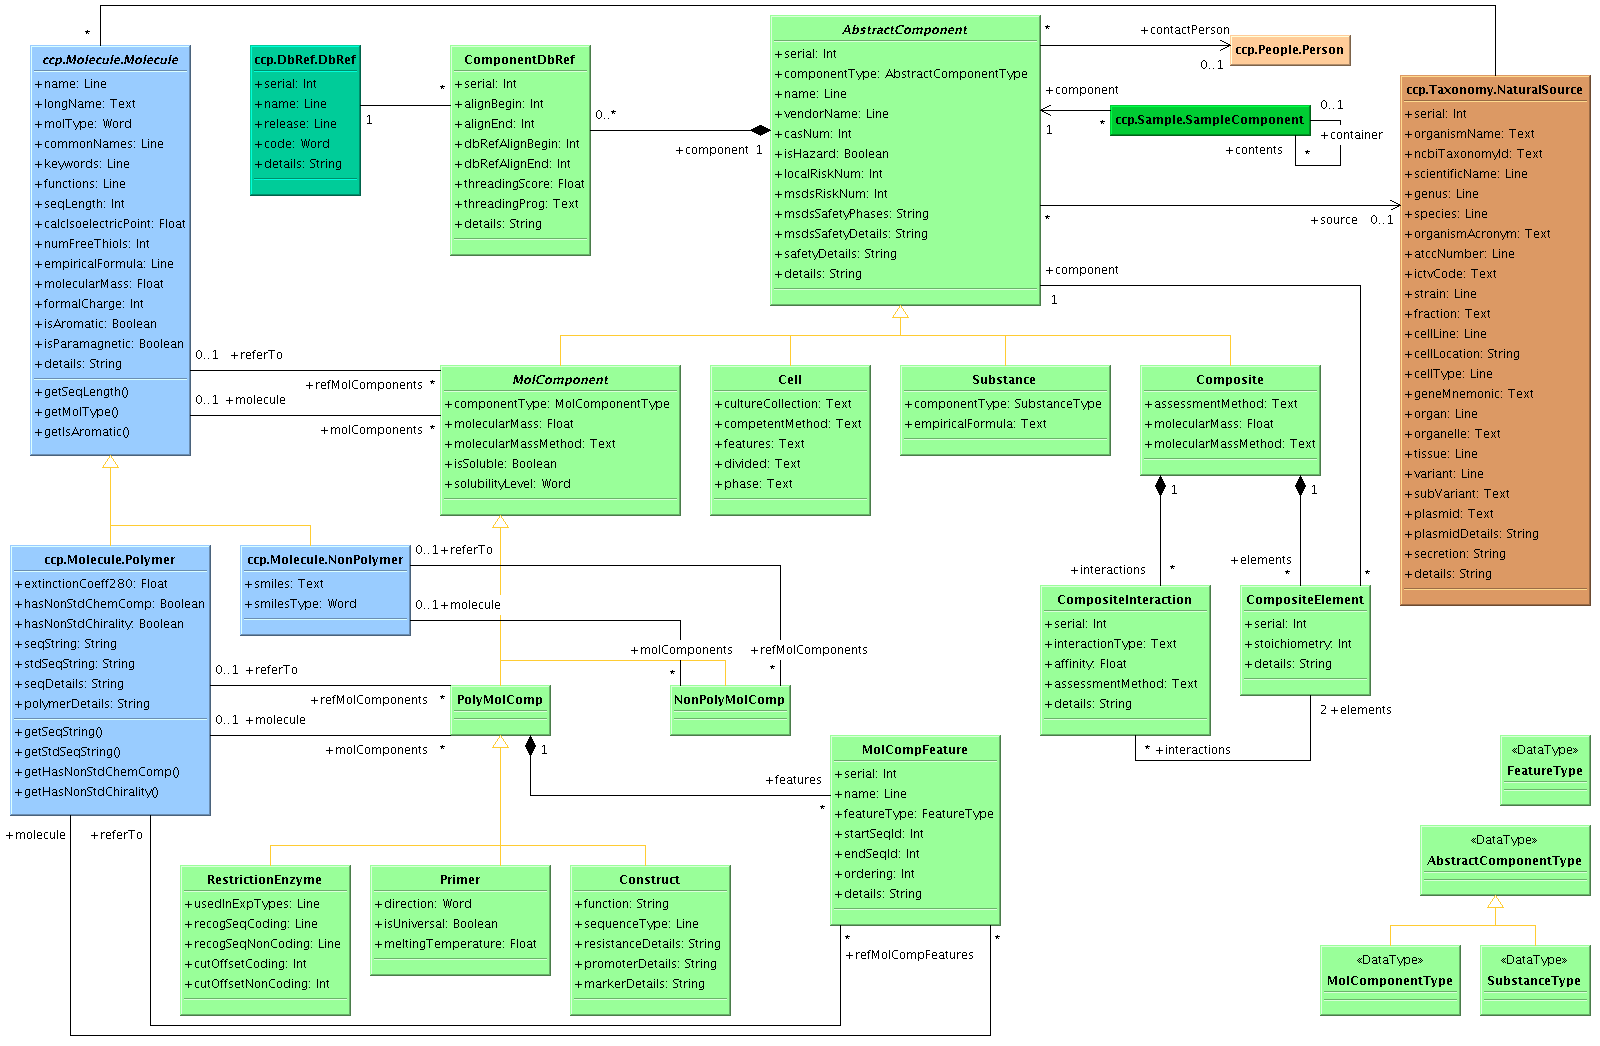 *
ccp.Molecule.Molecule
+name: Line
+longName: Text
+molType: Word
+commonNames: Line
+keywords: Line
+functions: Line
+seqLength: Int
+calcIsoelectricPoint: Float
+numFreeThiols: Int
+empiricalFormula: Line
+molecularMass: Float
+formalCharge: Int
+isAromatic: Boolean
+isParamagnetic: Boolean
+details: String
+getSeqLength()
+getMolType()
+getIsAromatic()
ccp.DbRef.DbRef
+serial: Int
+name: Line
+release: Line
+code: Word
+details: String
1
*
ComponentDbRef
+serial: Int
+alignBegin: Int
+alignEnd: Int
+dbRefAlignBegin: Int
+dbRefAlignEnd: Int
+threadingScore: Float
+threadingProg: Text
+details: String
0..*
+component 1
AbstractComponent
+serial: Int
+componentType: AbstractComponentType
+name: Line
+vendorName: Line
+casNum: Int
+isHazard: Boolean
+localRiskNum: Int
+msdsRiskNum: Int
+msdsSafetyPhases: String
+msdsSafetyDetails: String
+safetyDetails: String
+details: String
*
+contactPerson
0..1
ccp.People.Person
+component
1
*
ccp.Sample.SampleComponent
0..1
+container
+contents
*
*
+source 0..1
+component
1
ccp.Taxonomy.NaturalSource
+serial: Int
+organismName: Text
+ncbiTaxonomyId: Text
+scientificName: Line
+genus: Line
+species: Line
+organismAcronym: Text
+atccNumber: Line
+ictvCode: Text
+strain: Line
+fraction: Text
+cellLine: Line
+cellLocation: String
+cellType: Line
+geneMnemonic: Text
+organ: Line
+organelle: Text
+tissue: Line
+variant: Line
+subVariant: Text
+plasmid: Text
+plasmidDetails: String
+secretion: String
+details: String
0..1 +referTo
+refMolComponents *
0..1 +molecule
+molComponents *
MolComponent
+componentType: MolComponentType
+molecularMass: Float
+molecularMassMethod: Text
+isSoluble: Boolean
+solubilityLevel: Word
Cell
+cultureCollection: Text
+competentMethod: Text
+features: Text
+divided: Text
+phase: Text
Substance
+componentType: SubstanceType
+empiricalFormula: Text
Composite
+assessmentMethod: Text
+molecularMass: Float
+molecularMassMethod: Text
1
1
+interactions *
+elements
*
*
ccp.Molecule.Polymer
+extinctionCoeff280: Float
+hasNonStdChemComp: Boolean
+hasNonStdChirality: Boolean
+seqString: String
+stdSeqString: String
+seqDetails: String
+polymerDetails: String
+getSeqString()
+getStdSeqString()
+getHasNonStdChemComp()
+getHasNonStdChirality()
ccp.Molecule.NonPolymer
+smiles: Text
+smilesType: Word
0..1+referTo
0..1+molecule
+molComponents
*
+refMolComponents
*
0..1 +referTo
+refMolComponents *
0..1 +molecule
+molComponents *
PolyMolComp
NonPolyMolComp
CompositeInteraction
+serial: Int
+interactionType: Text
+affinity: Float
+assessmentMethod: Text
+details: String
CompositeElement
+serial: Int
+stoichiometry: Int
+details: String
2 +elements
* +interactions
1
+features
*
MolCompFeature
+serial: Int
+name: Line
+featureType: FeatureType
+startSeqId: Int
+endSeqId: Int
+ordering: Int
+details: String
*
+refMolCompFeatures
*
«DataType»
FeatureType
«DataType»
AbstractComponentType
«DataType»
MolComponentType
«DataType»
SubstanceType
+molecule
+referTo
RestrictionEnzyme
+usedInExpTypes: Line
+recogSeqCoding: Line
+recogSeqNonCoding: Line
+cutOffsetCoding: Int
+cutOffsetNonCoding: Int
Primer
+direction: Word
+isUniversal: Boolean
+meltingTemperature: Float
Construct
+function: String
+sequenceType: Line
+resistanceDetails: String
+promoterDetails: String
+markerDetails: String